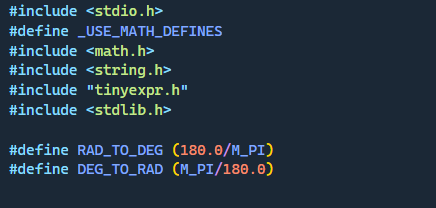 #include <stdio.h>
#define _USE_MATH_DEFINES
#include <math.h>
#include <string.h>
#include "tinyexpr.h"
#include <stdlib.h>
#define RAD_TO_DEG (180.0/M_PI)
#define DEG_TO_RAD (M_PI/180.0)